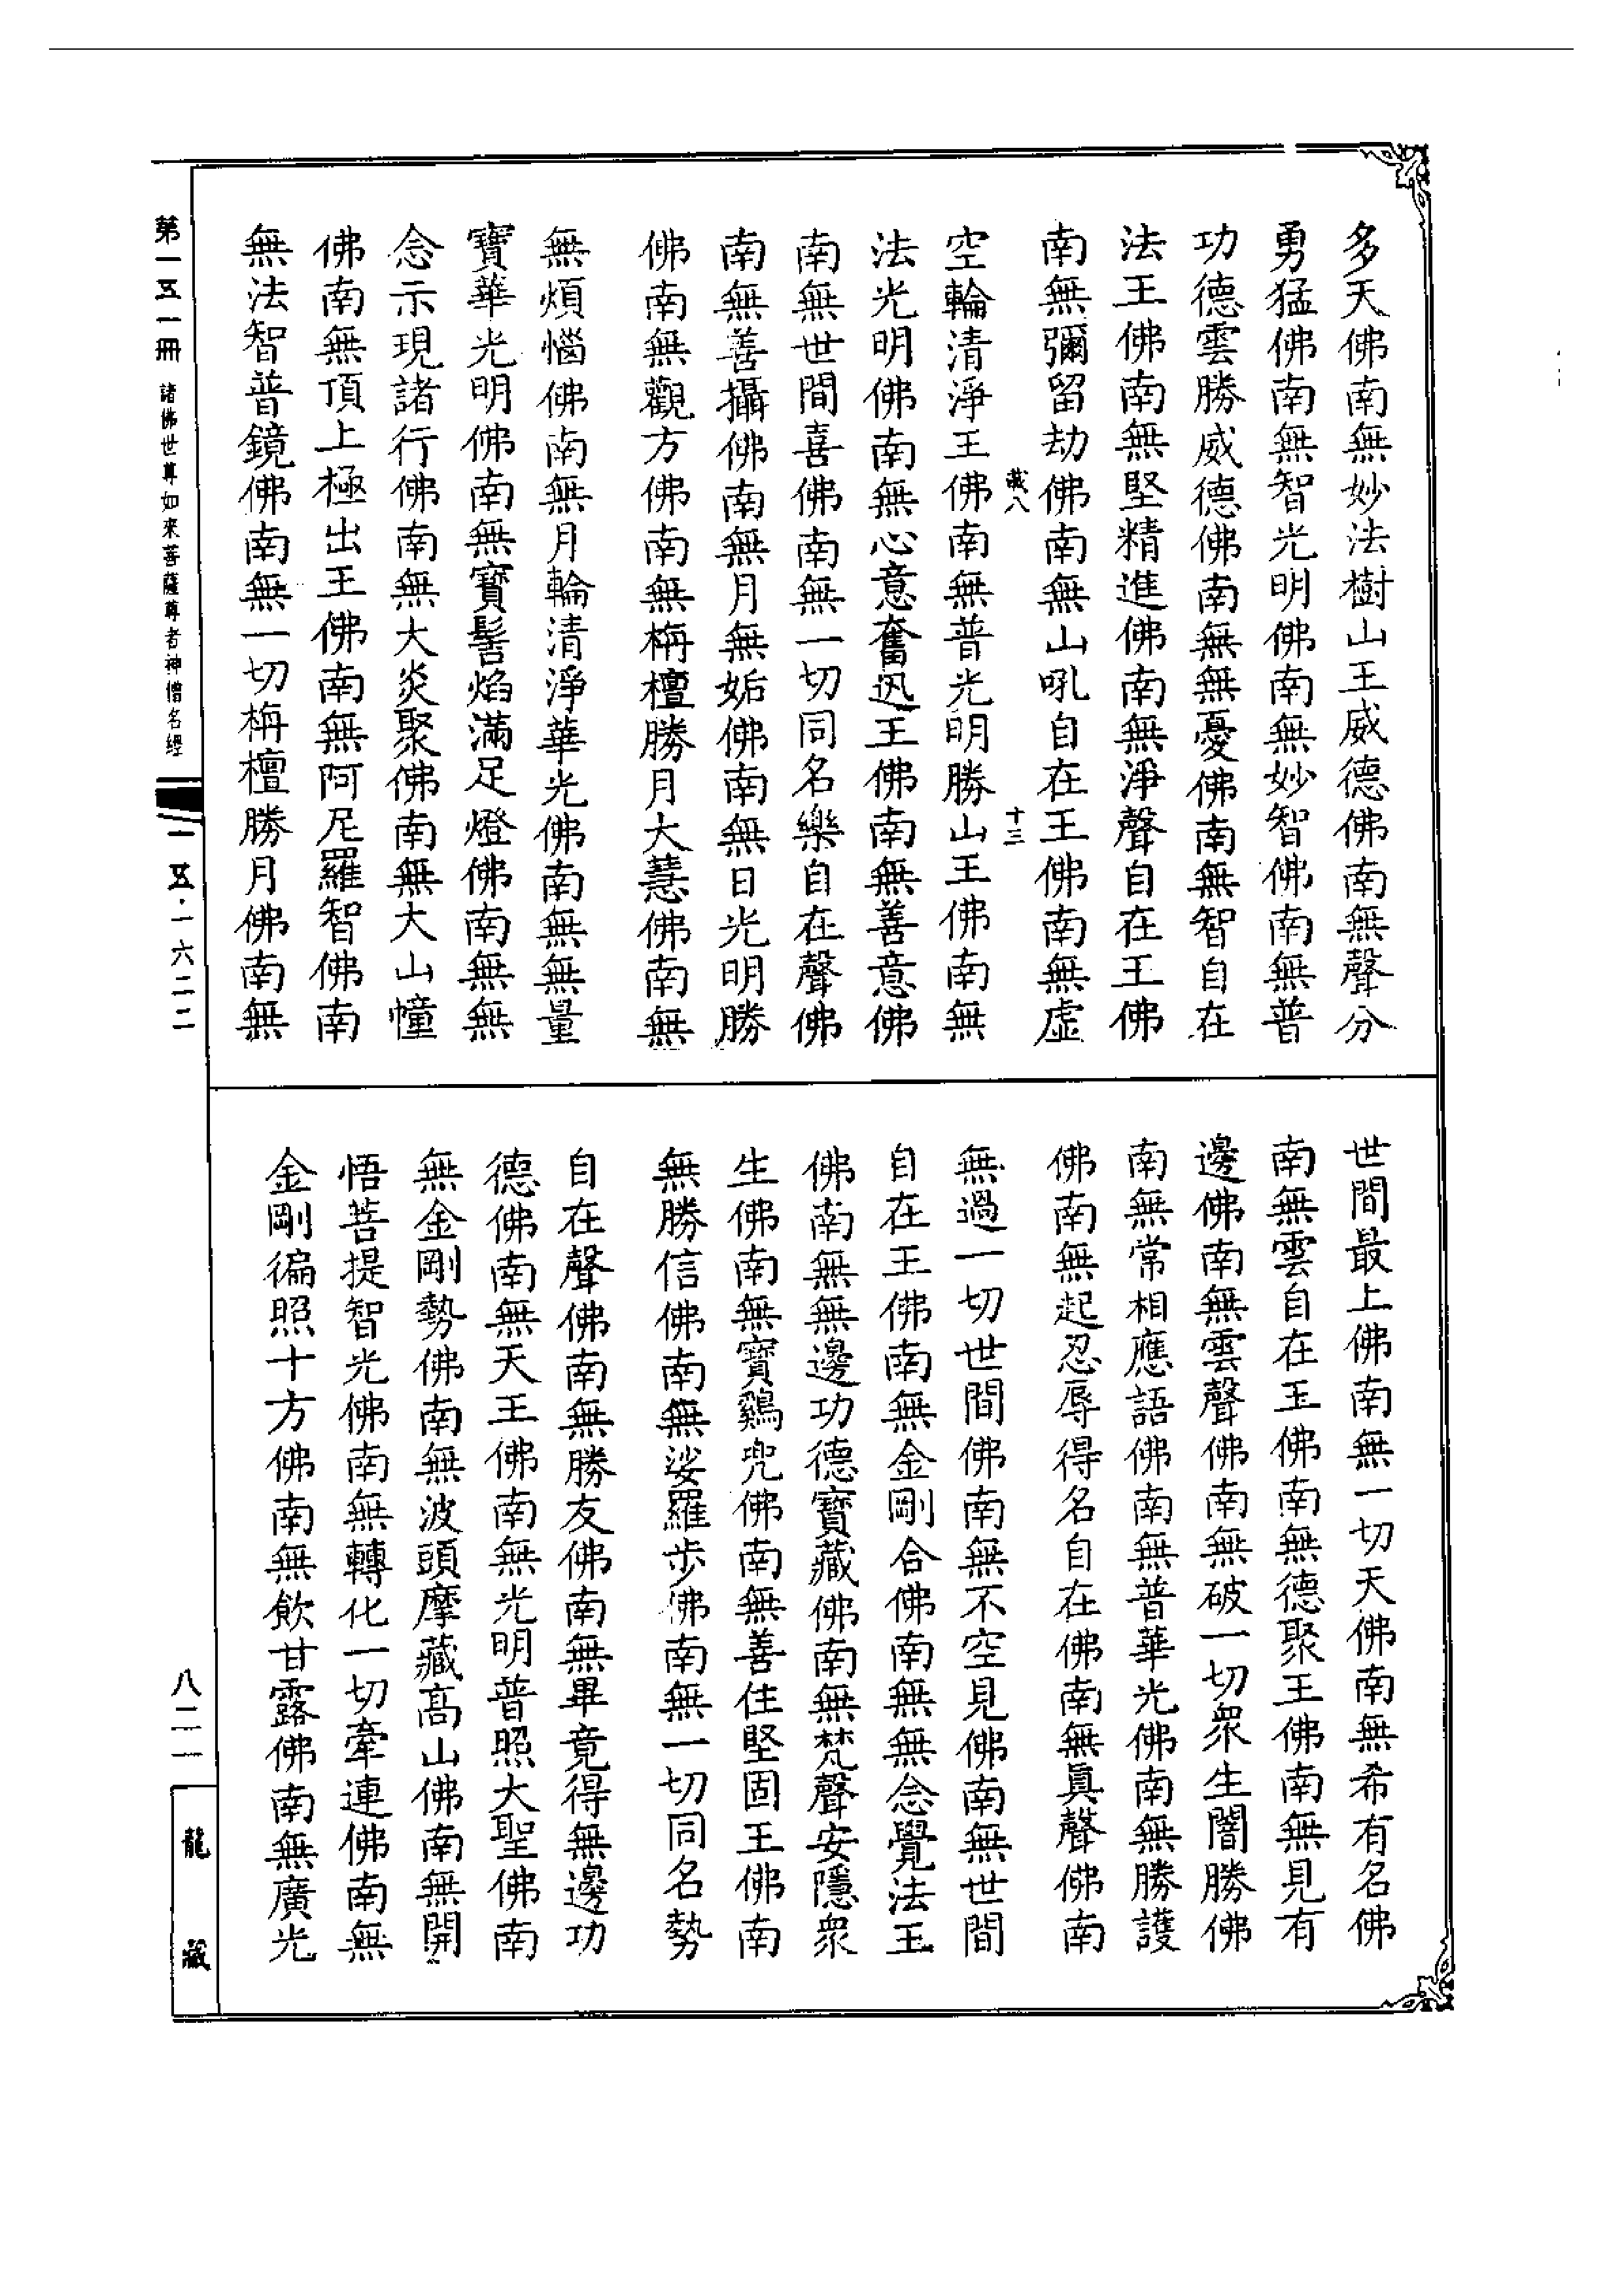 多天佛南無妙法樹山王威德佛南無聲分
勇猛佛南無智光明佛南無妙智佛南無普
功德雲勝威德佛南無無憂佛南無智自在
法王佛南無堅精進佛南無淨聲自在王佛
南無彌留劫佛南無山吼自在王佛南無虛
藏八
十三
空輪清淨王佛南無普光明勝山王佛南無
法光明佛南無心意奮迅王佛南無善意佛
南無世間喜佛南無一切同名樂自在聲佛
南無善攝佛南無月無姤佛南無日光明勝
佛南無觀方佛南無栴檀勝月大慧佛南無
無煩惱佛南無月輪清淨華光佛南無無量
寶華光明佛南無寶髻焰滿足燈佛南無無
念示現諸行佛南無大炎聚佛南無大山幢
佛南無頂上極出王佛南無阿尼羅智佛南
無法智普鏡佛南無一切栴檀勝月佛南無
世間最上佛南無一切天佛南無希有名佛
南無雲自在王佛南無德聚王佛南無見有
邊佛南無雲聲佛南無破一切眾生闇勝佛
南無常相應語佛南無普華光佛南無勝護
佛南無起忍辱得名自在佛南無真聲佛南
無過一切世間佛南無不空見佛南無世間
自在王佛南無金剛合佛南無無念覺法王
佛南無無邊功德寶藏佛南無梵聲安隱眾
生佛南無寶鷄兜佛南無善住堅固王佛南
無勝信佛南無娑羅步佛南無一切同名勢
自在聲佛南無勝友佛南無畢竟得無邊功
德佛南無天王佛南無光明普照大聖佛南
無金剛勢佛南無波頭摩藏高山佛南無開
悟菩提智光佛南無轉化一切牽連佛南無
金剛徧照十方佛南無飲甘露佛南無廣光
第一五一冊 諸佛世尊如來菩薩尊者神僧名經
一五·一六二二
八二一
龍藏